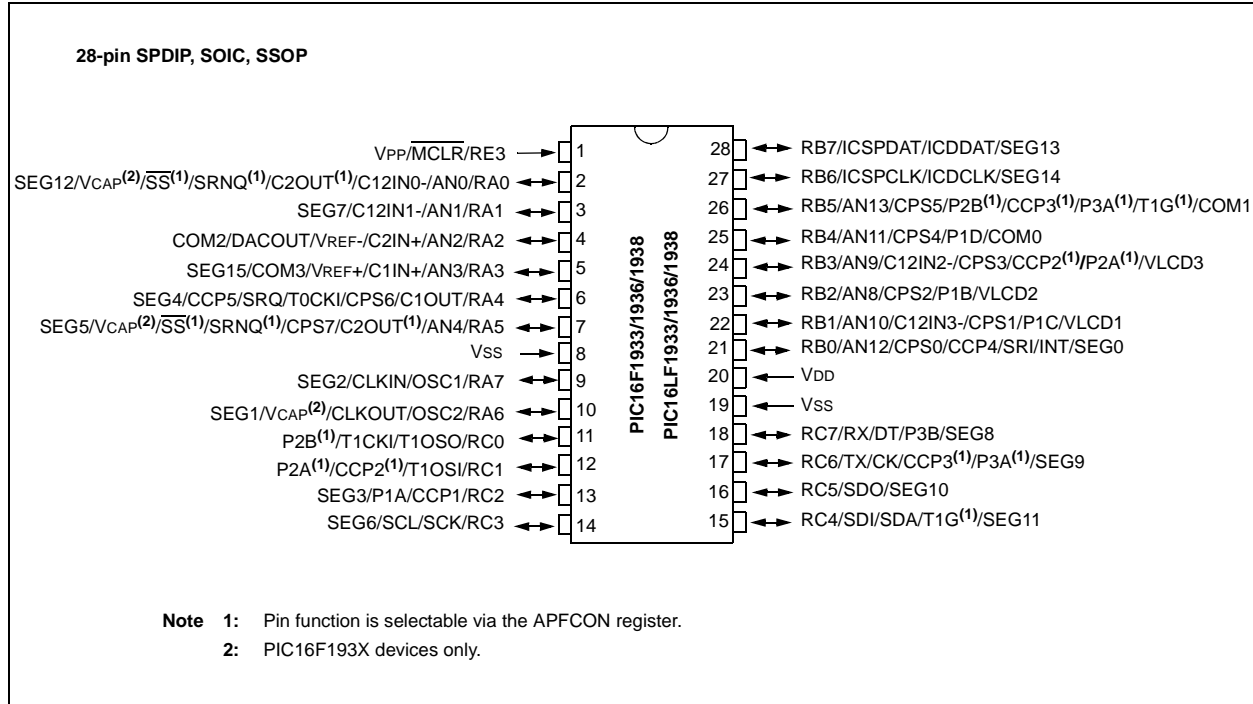 28-pin SPDIP, SOIC, SSOP
VPP/MCLR/RE3 1
SEG12/VCAP(2)/SS(1)/SRNQ(1)/C2OUT(1)/C12IN0-/AN0/RA0 2
SEG7/C12IN1-/AN1/RA1 3
COM2/DACOUT/VREF-/C2IN+/AN2/RA2 4
SEG15/COM3/VREF+/C1IN+/AN3/RA3 5
SEG4/CCP5/SRQ/T0CKI/CPS6/C1OUT/RA4 6
SEG5/VCAP(2)/SS(1)/SRNQ(1)/CPS7/C2OUT(1)/AN4/RA5 7
VSS 8
SEG2/CLKIN/OSC1/RA7 9
SEG1/VCAP(2)/CLKOUT/OSC2/RA6 10
P2B(1)/T1CKI/T1OSO/RC0 11
P2A(1)/CCP2(1)/T1OSI/RC1 12
SEG3/P1A/CCP1/RC2 13
SEG6/SCL/SCK/RC3 14
PIC16F1933/1936/1938
PIC16LF1933/1936/1938
28 RB7/ICSPDAT/ICDDAT/SEG13
27 RB6/ICSPCLK/ICDCLK/SEG14
26 RB5/AN13/CPS5/P2B(1)/CCP3(1)/P3A(1)/T1G(1)/COM1
25 RB4/AN11/CPS4/P1D/COM0
24 RB3/AN9/C12IN2-/CPS3/CCP2(1)/P2A(1)/VLCD3
23 RB2/AN8/CPS2/P1B/VLCD2
22 RB1/AN10/C12IN3-/CPS1/P1C/VLCD1
21 RB0/AN12/CPS0/CCP4/SRI/INT/SEG0
20 VDD
19 VSS
18 RC7/RX/DT/P3B/SEG8
17 RC6/TX/CK/CCP3(1)/P3A(1)/SEG9
16 RC5/SDO/SEG10
15 RC4/SDI/SDA/T1G(1)/SEG11
Note 1: Pin function is selectable via the APFCON register.
2: PIC16F193X devices only.